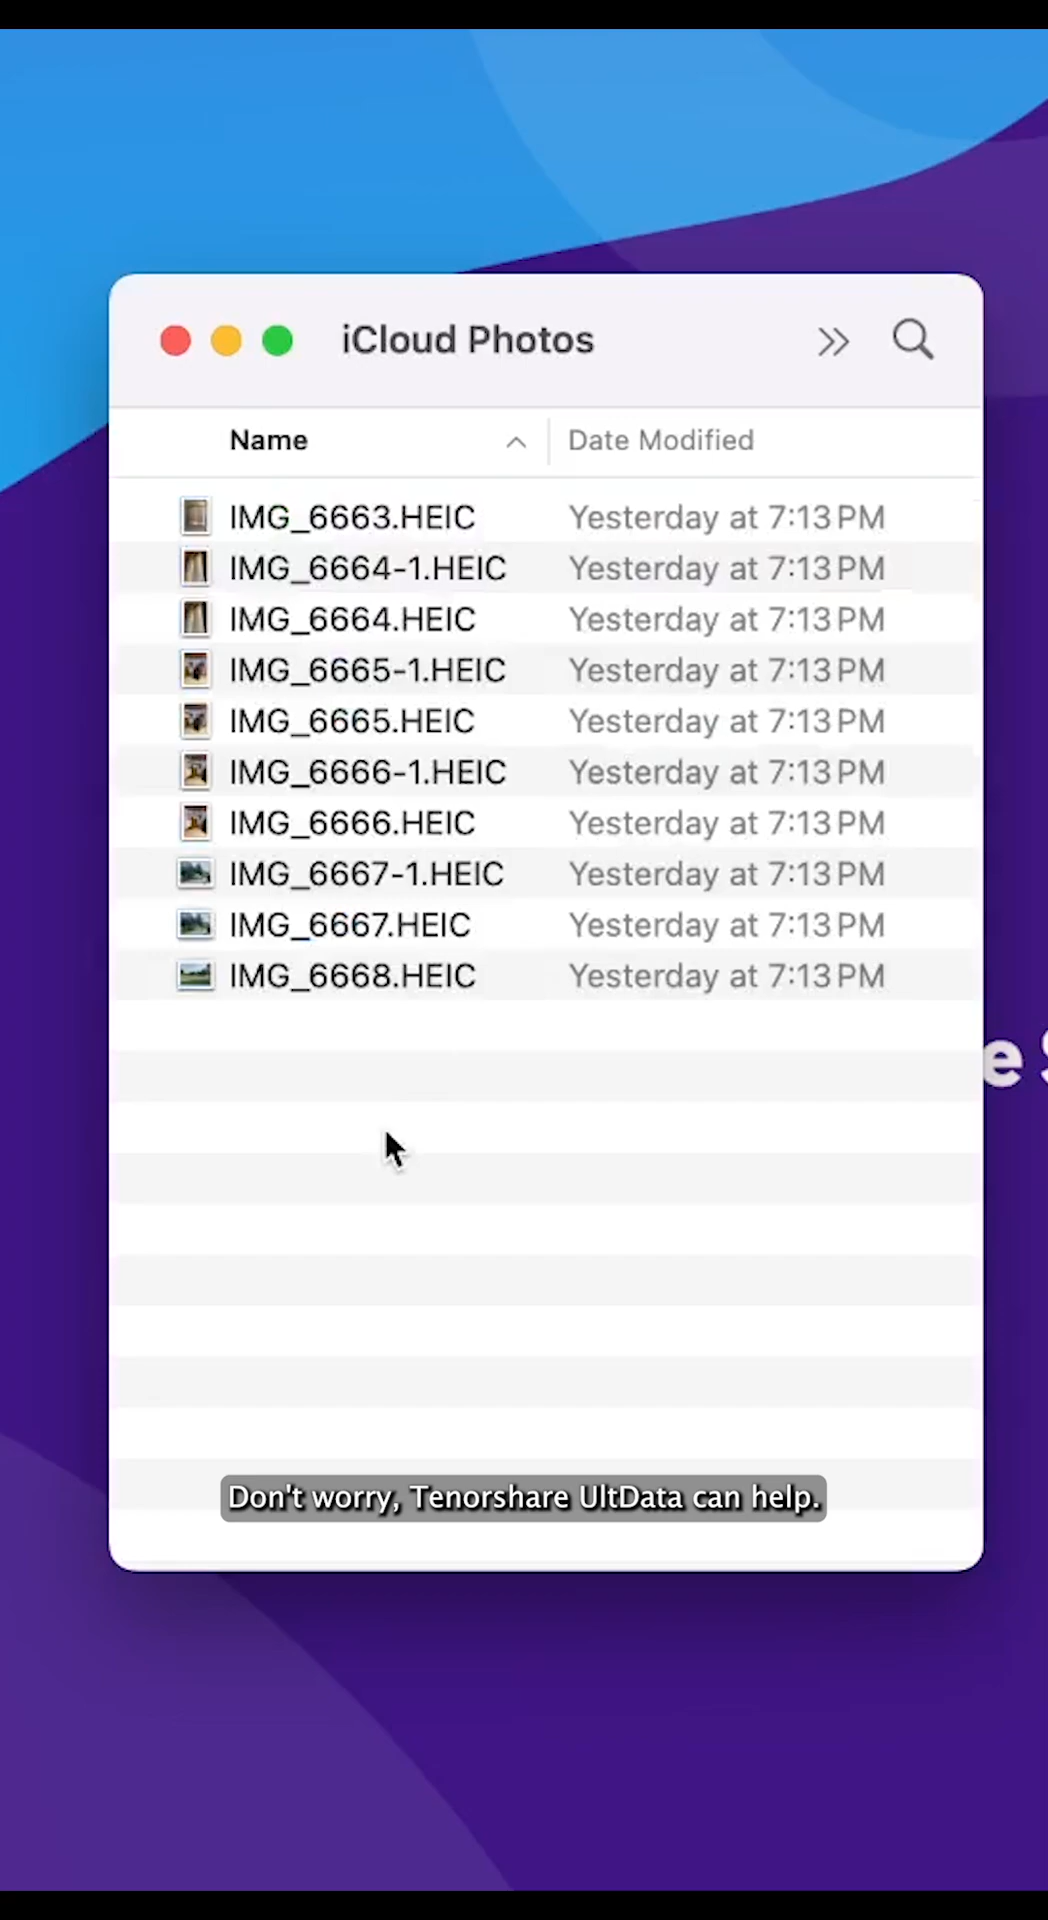 iCloud Photos
Name Date Modified
IMG_6663.HEIC Yesterday at 7:13 PM
IMG_6664-1.HEIC Yesterday at 7:13 PM
IMG_6664.HEIC Yesterday at 7:13 PM
IMG_6665-1.HEIC Yesterday at 7:13 PM
IMG_6665.HEIC Yesterday at 7:13 PM
IMG_6666-1.HEIC Yesterday at 7:13 PM
IMG_6666.HEIC Yesterday at 7:13 PM
IMG_6667-1.HEIC Yesterday at 7:13 PM
IMG_6667.HEIC Yesterday at 7:13 PM
IMG_6668.HEIC Yesterday at 7:13 PM
Don't worry, Tenorshare UltData can help.